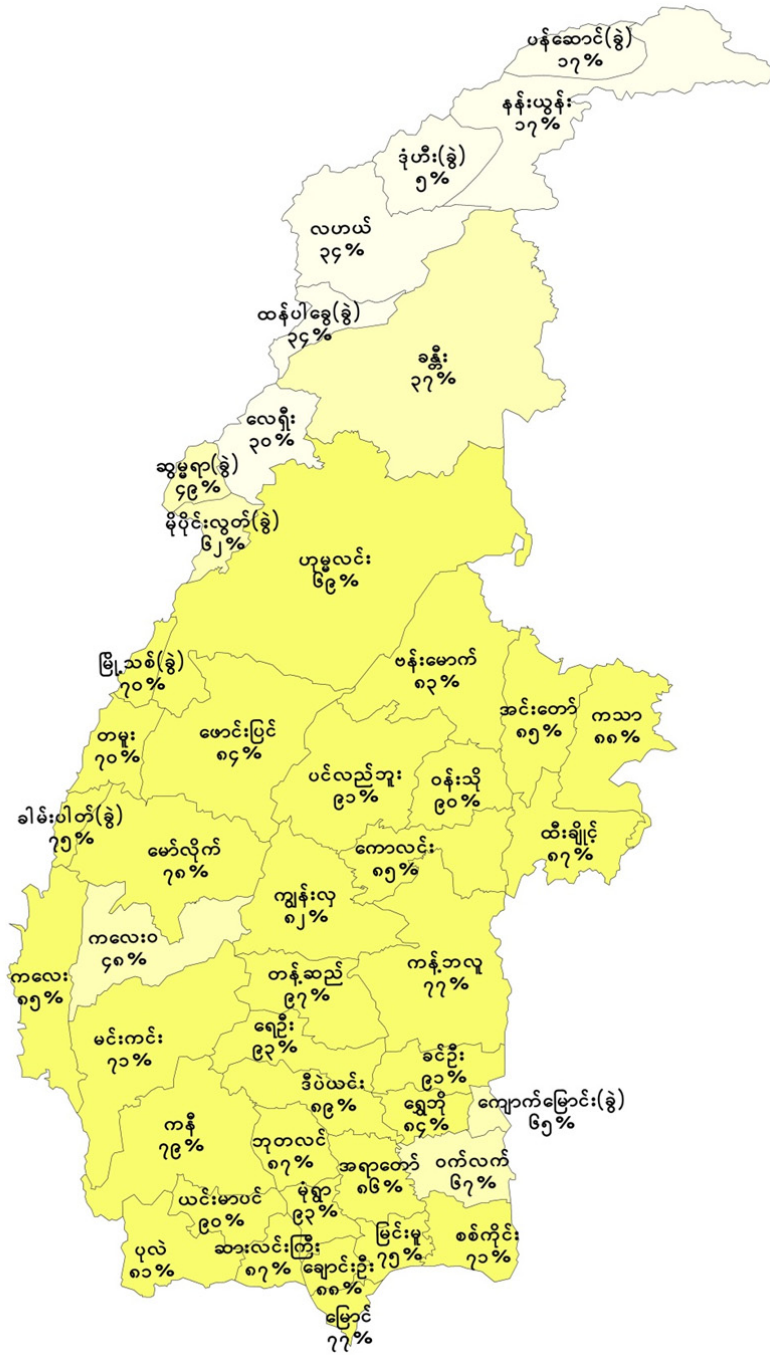 ပန်ဆောင်(ခွဲ)
၁၇%
နန်းယွန်း
၁၇%
ဒုံဟီး(ခွဲ)
၅%
လဟယ်
၃၄%
ထန်ပါခွေ(ခွဲ)
၃၄%
ခန္တီး
၃၇%
လေရှီး
၃၀%
ဆွမ္မရာ(ခွဲ)
၄၉%
မိုပိုင်းလွတ်(ခွဲ)
၆၂%
ဟုမ္မလင်း
၆၉%
မြို့သစ်(ခွဲ)
၇၀%
ဗန်းမောက်
၈၃%
အင်းတော်
၈၅%
ကသာ
၈၈%
တမူး
၇၀%
ဖောင်းပြင်
၈၄%
ပင်လည်ဘူး
၉၁%
ဝန်းသို
၉၀%
ခါမ်းပါတ်(ခွဲ)
၇၅%
မော်လိုက်
၇၈%
ကောလင်း
၈၅%
ထီးချိုင့်
၈၇%
ကျွန်းလှ
၈၂%
ကလေးဝ
၄၈%
ကလေး
၈၅%
တန့်ဆည်
၉၇%
ကန့်ဘလူ
၇၇%
မင်းကင်း
၇၁%
ရေဦး
၉၃%
ခင်ဦး
၉၁%
ဒီပဲယင်း
၈၉%
ရွှေဘို
၈၄%
ကျောက်မြောင်း(ခွဲ)
၆၅%
ကနီ
၇၉%
ဘုတလင်
၈၇%
အရာတော်
၈၆%
ဝက်လက်
၆၇%
ယင်းမာပင်
၉၀%
မုံရွာ
၉၃%
မြင်းမူ
၇၅%
စစ်ကိုင်း
၇၁%
ပုလဲ
၈၁%
ဆားလင်းကြီး
၈၇%
ချောင်းဦး
၈၈%
မြောင်
၇၇%